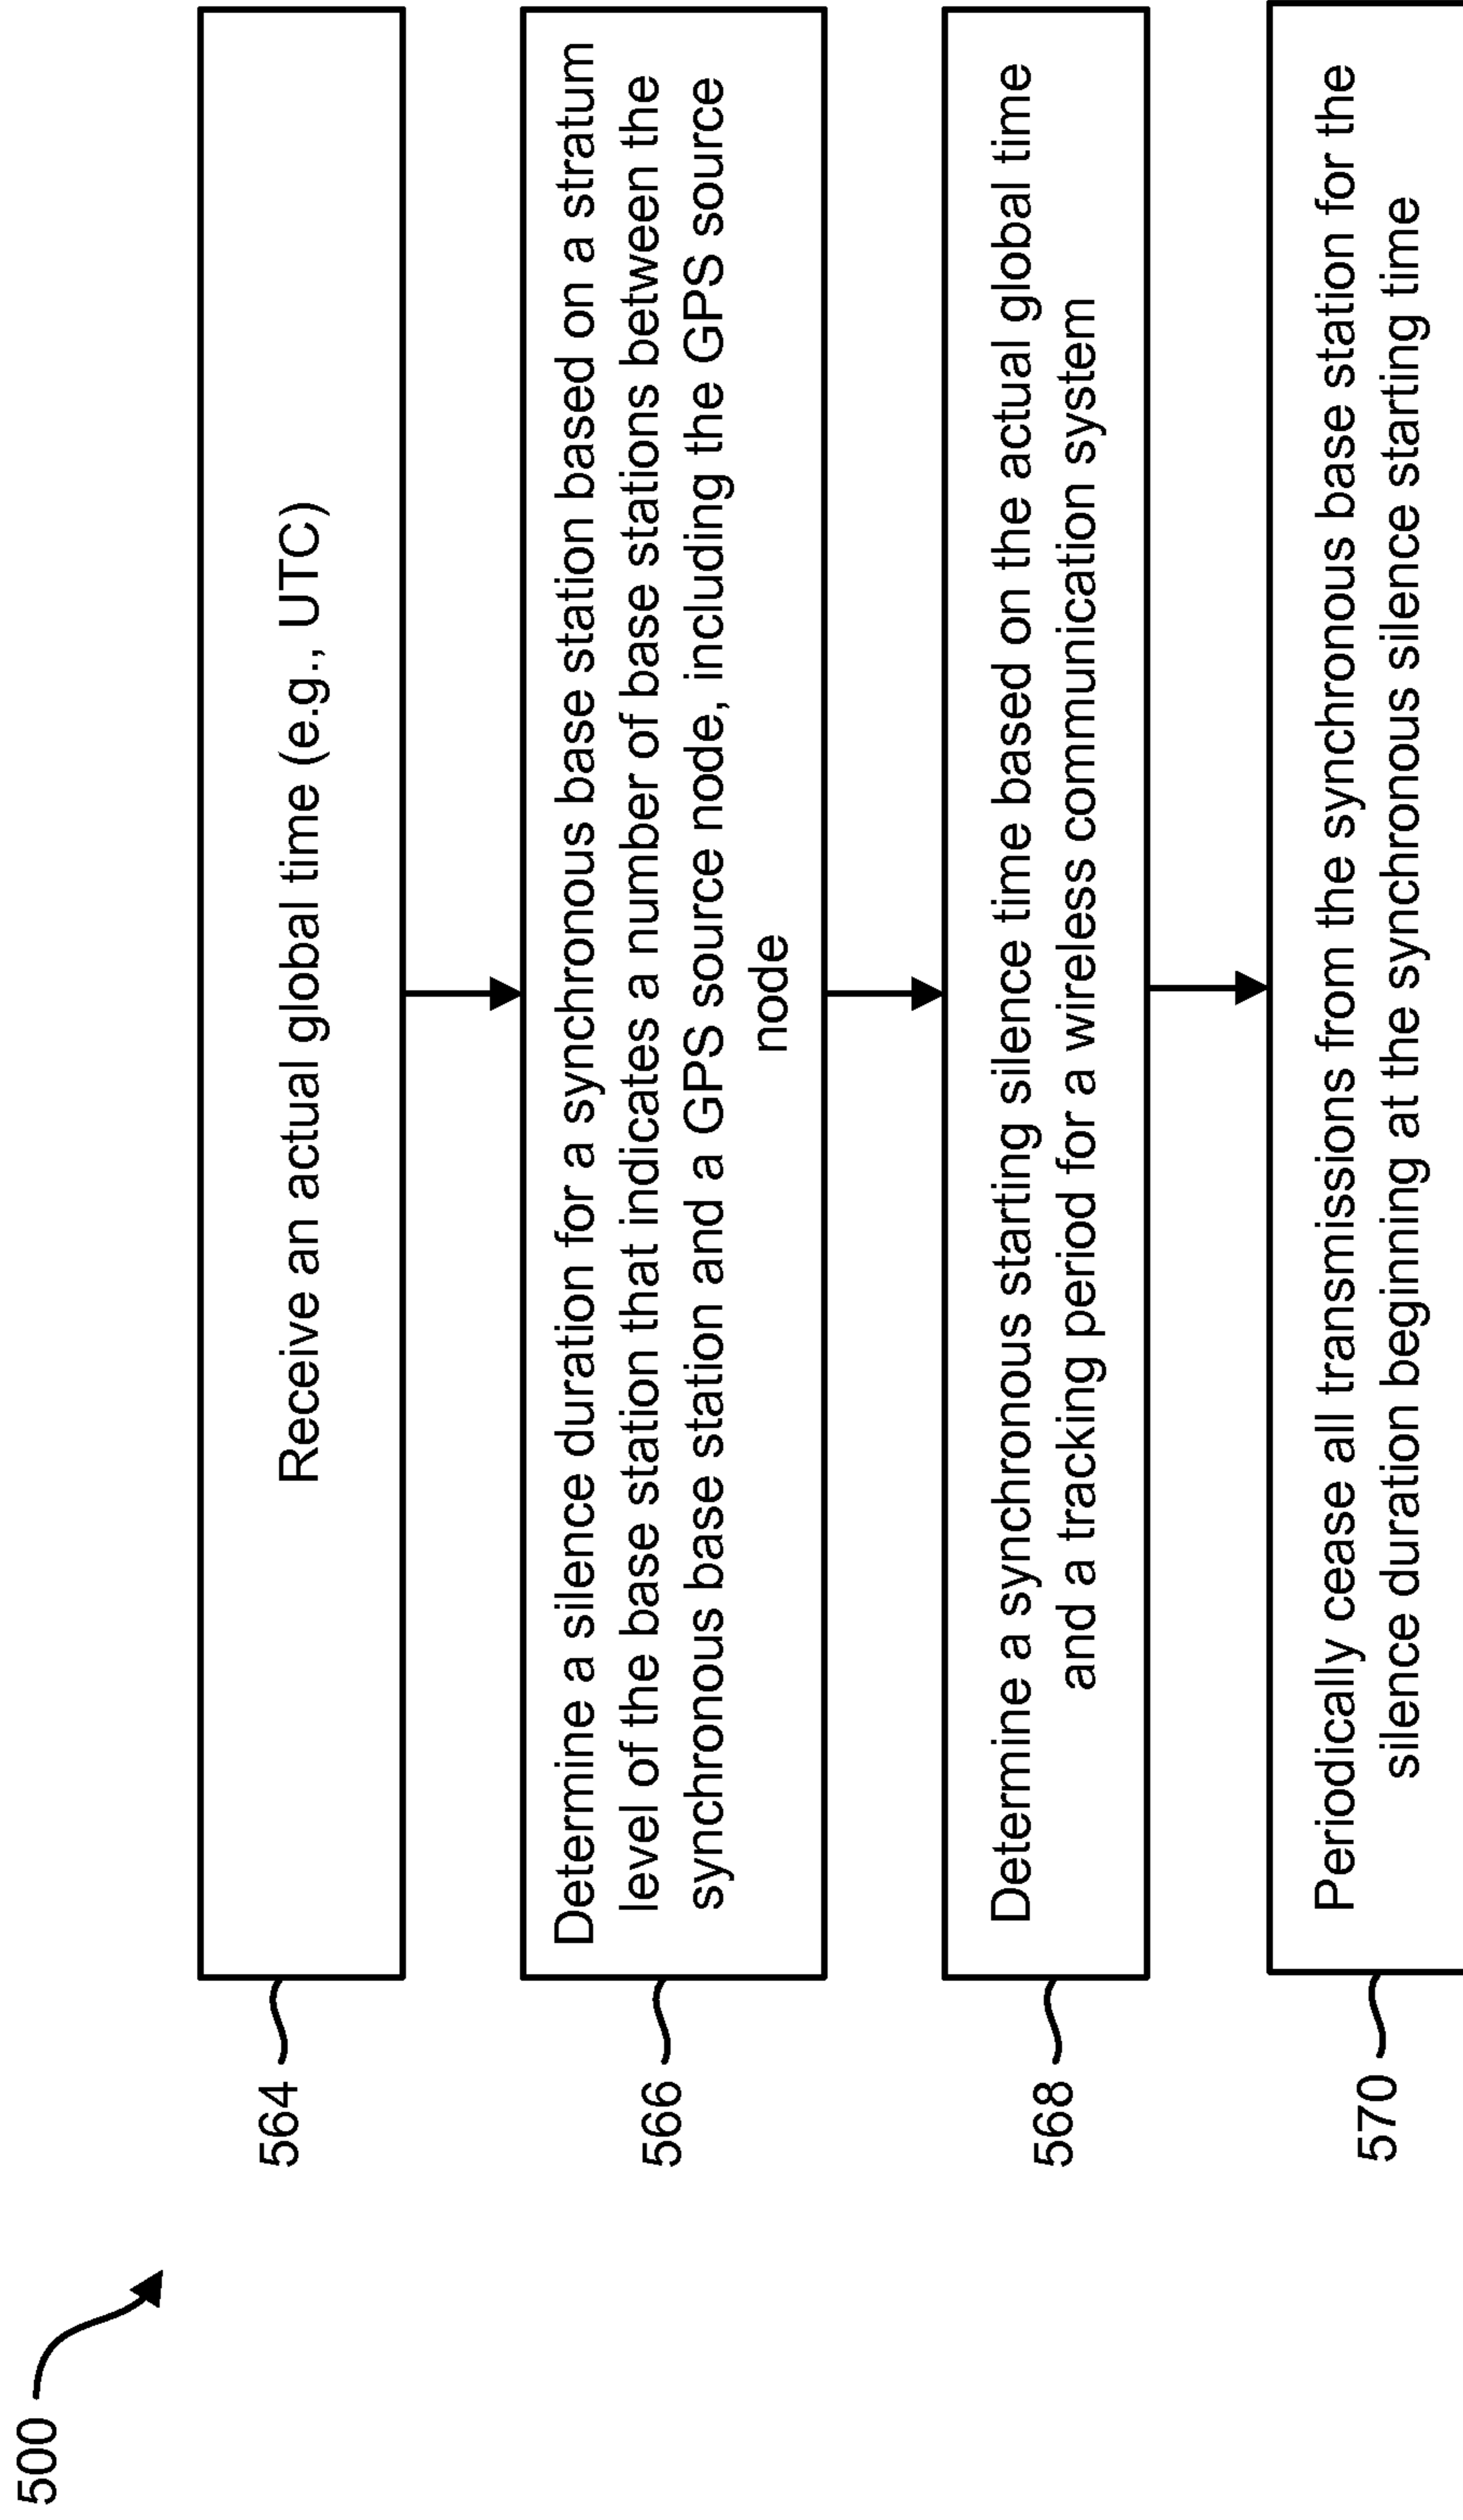 500
564
Receive an actual global time (e.g., UTC)
566
Determine a silence duration for a synchronous base station based on a stratum
level of the base station that indicates a number of base stations between the
synchronous base station and a GPS source node, including the GPS source
node
568
Determine a synchronous starting silence time based on the actual global time
and a tracking period for a wireless communication system
570
Periodically cease all transmissions from the synchronous base station for the
silence duration beginning at the synchronous silence starting time